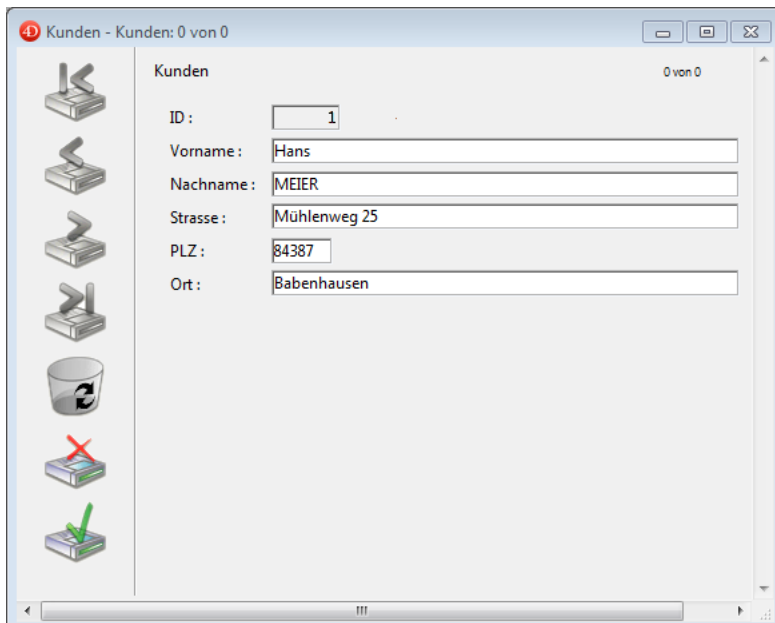 4D Kunden - Kunden: 0 von 0
Kunden 0 von 0
ID : 1
Vorname : Hans
Nachname : MEIER
Strasse : Mühlenweg 25
PLZ : 84387
Ort : Babenhausen